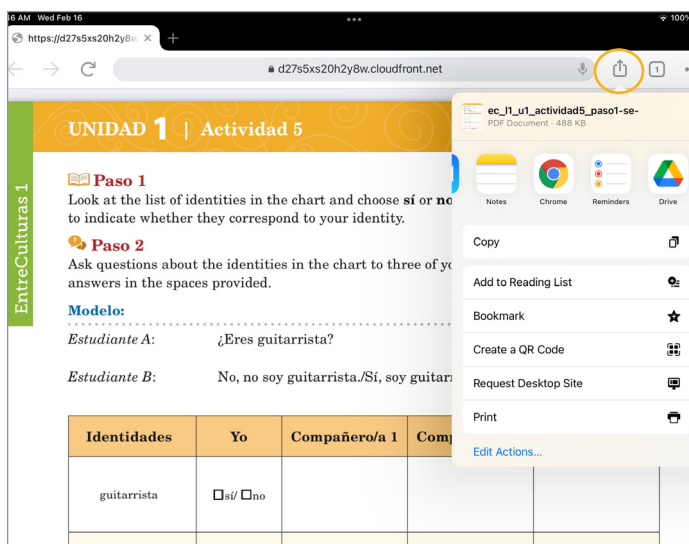 6 AM Wed Feb 16
100%
https://d27s5xs20h2y8w
d27s5xs20h2y8w.cloudfront.net
1
EntreCulturas 1
UNIDAD 1 | Actividad 5
Paso 1
Look at the list of identities in the chart and choose sí or no
to indicate whether they correspond to your identity.
Paso 2
Ask questions about the identities in the chart to three of yo
answers in the spaces provided.
Modelo:
Estudiante A: ¿Eres guitarrista?
Estudiante B: No, no soy guitarrista./Sí, soy guitarr
Identidades Yo Compañero/a 1 Comp
guitarrista sí/ no
ec_l1_u1_actividad5_paso1-se-
PDF Document · 488 KB
Notes Chrome Reminders Drive
Copy
Add to Reading List
Bookmark
Create a QR Code
Request Desktop Site
Print
Edit Actions...